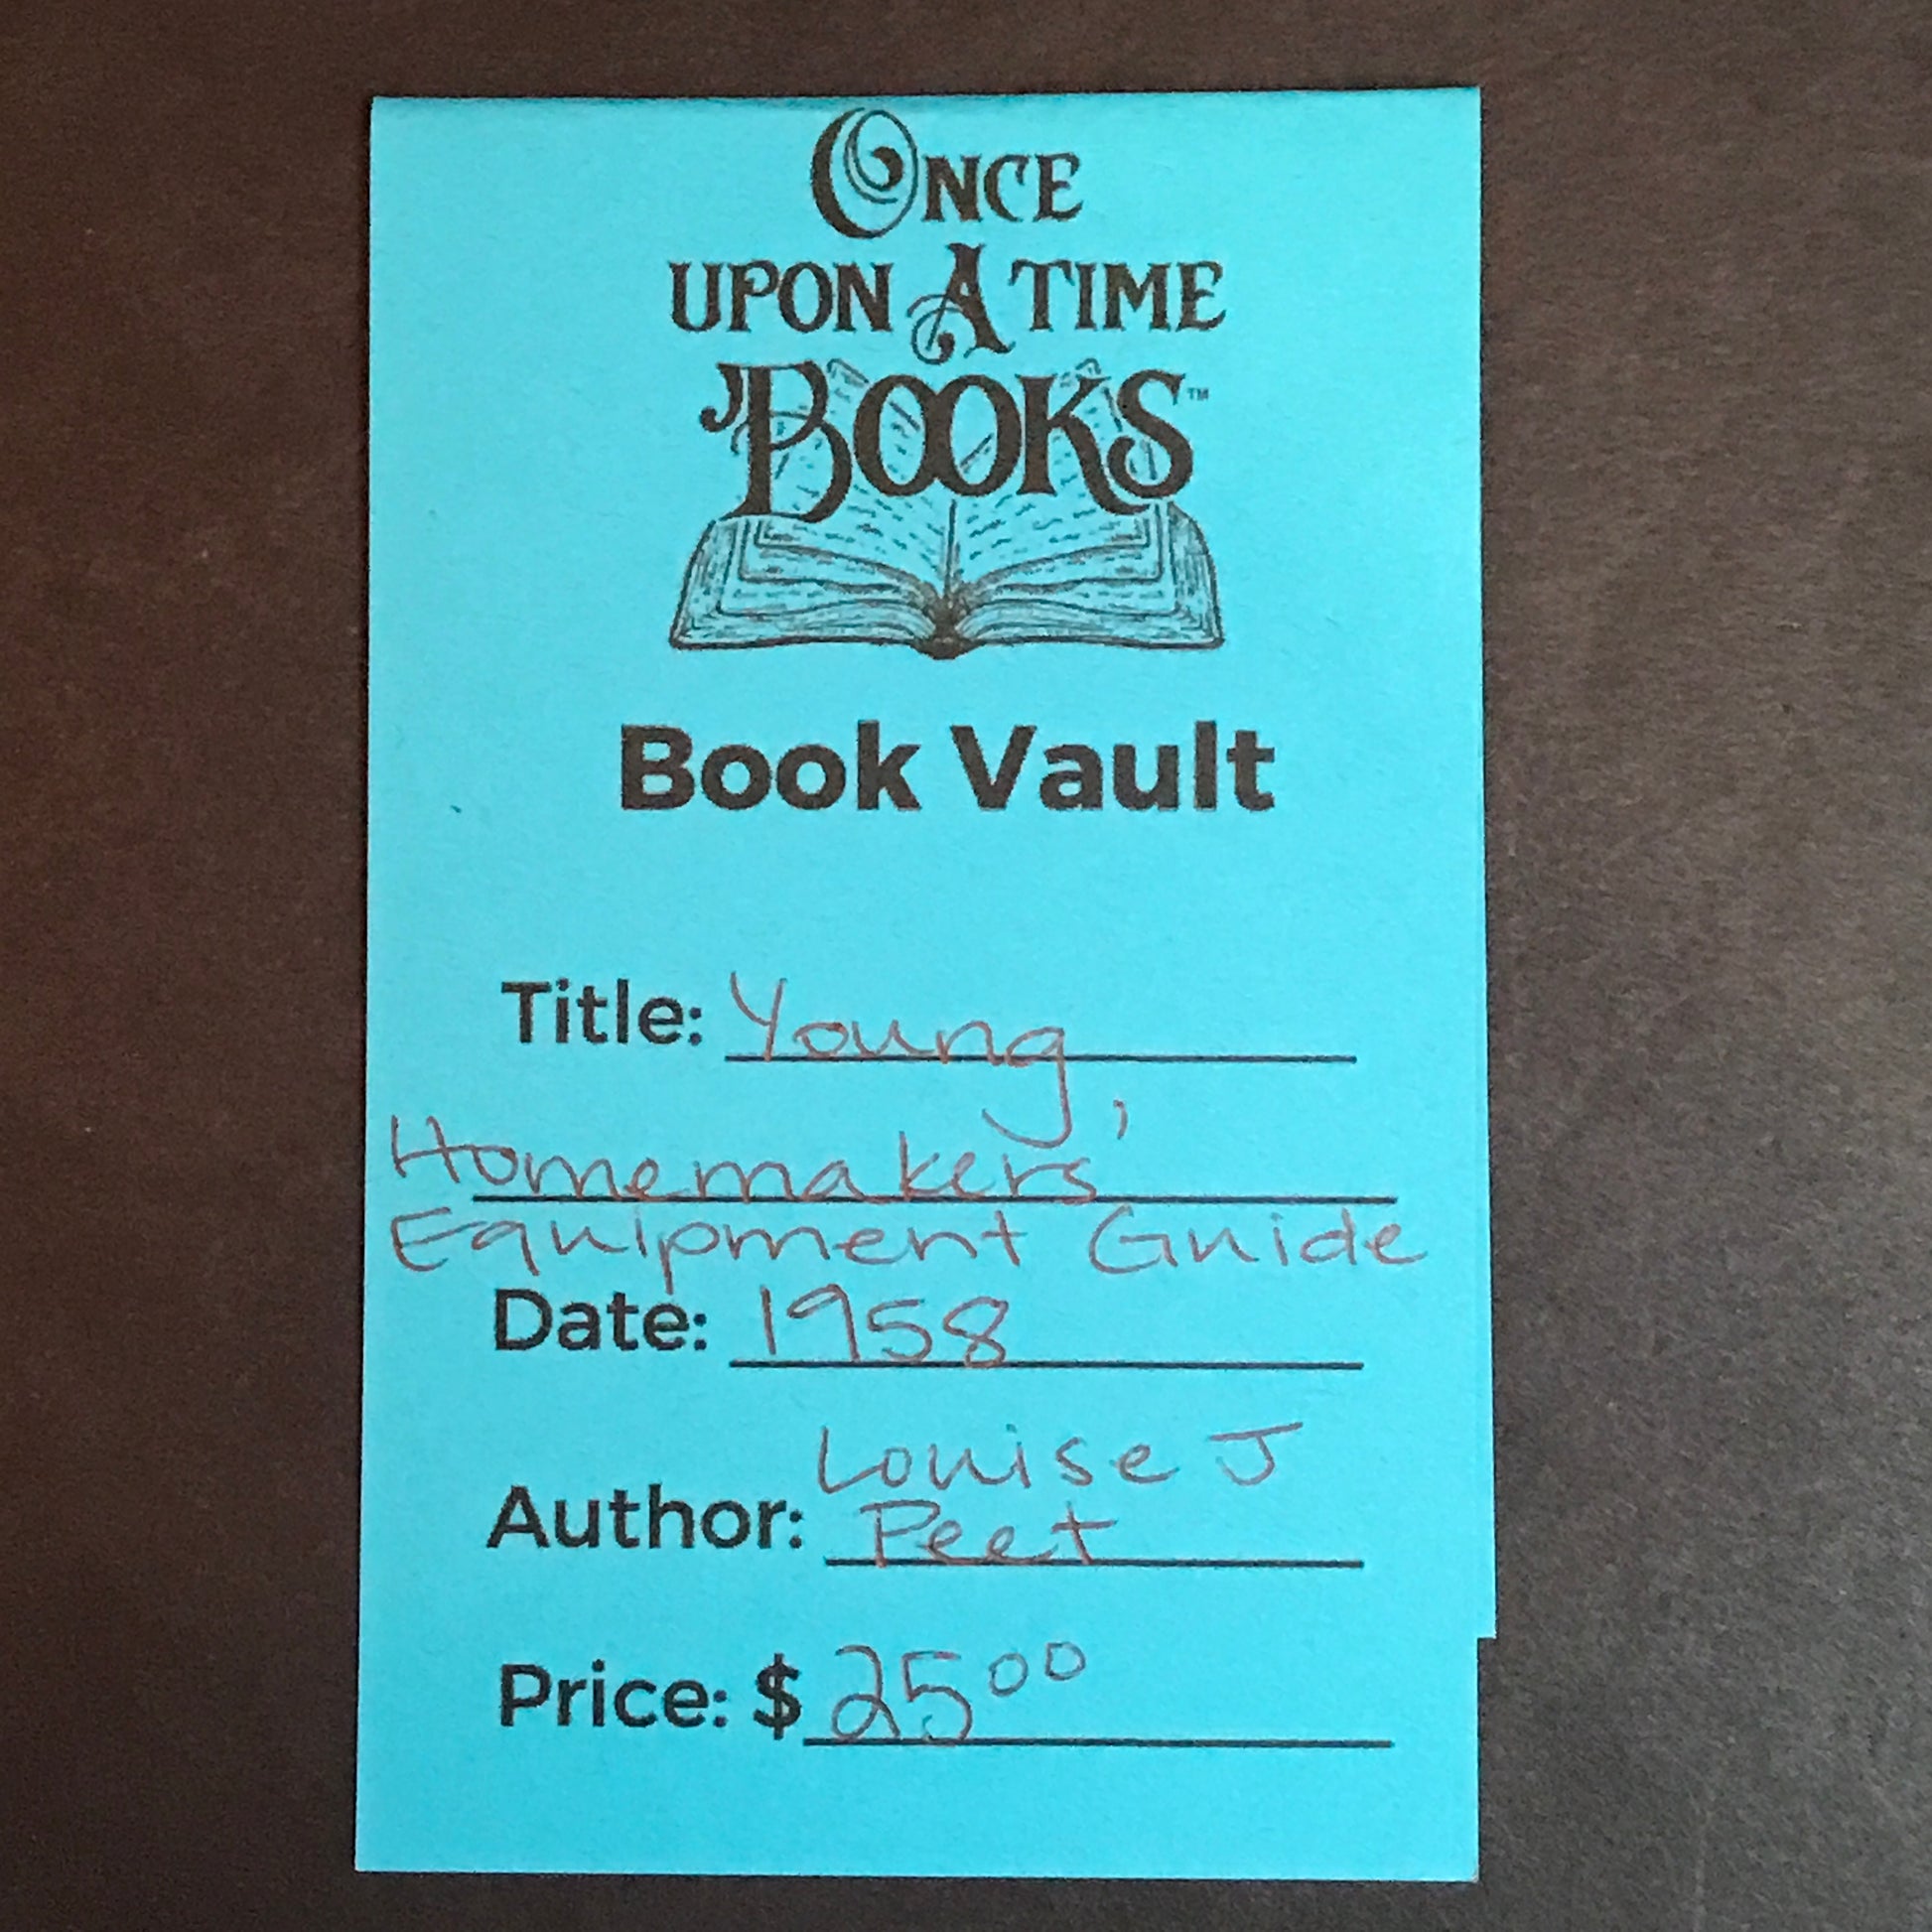 ONCE
UPON A TIME
BOOKS™
Book Vault
Title: Young
Homemakers'
Equipment Guide
Date: 1958
Louise J
Author: Peet
Price: $ 25⁰⁰